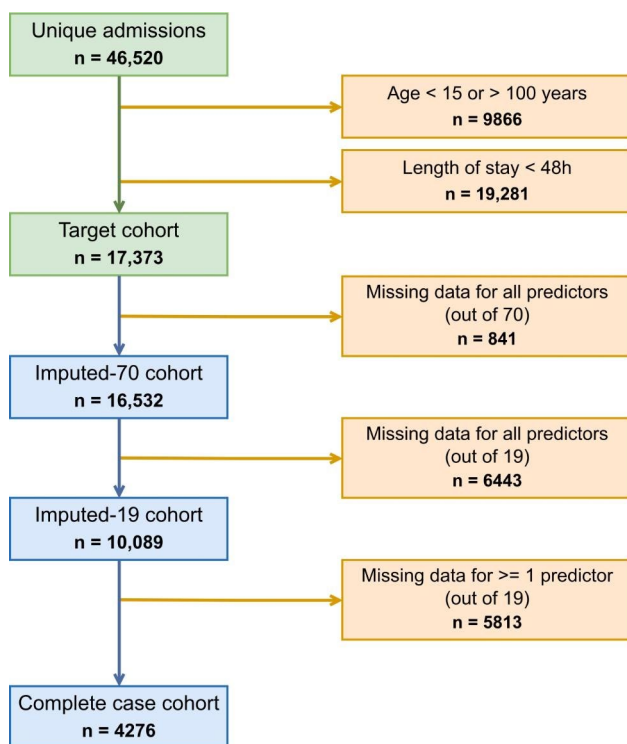 Unique admissions
n = 46,520
Age < 15 or > 100 years
n = 9866
Length of stay < 48h
n = 19,281
Target cohort
n = 17,373
Missing data for all predictors
(out of 70)
n = 841
Imputed-70 cohort
n = 16,532
Missing data for all predictors
(out of 19)
n = 6443
Imputed-19 cohort
n = 10,089
Missing data for >= 1 predictor
(out of 19)
n = 5813
Complete case cohort
n = 4276